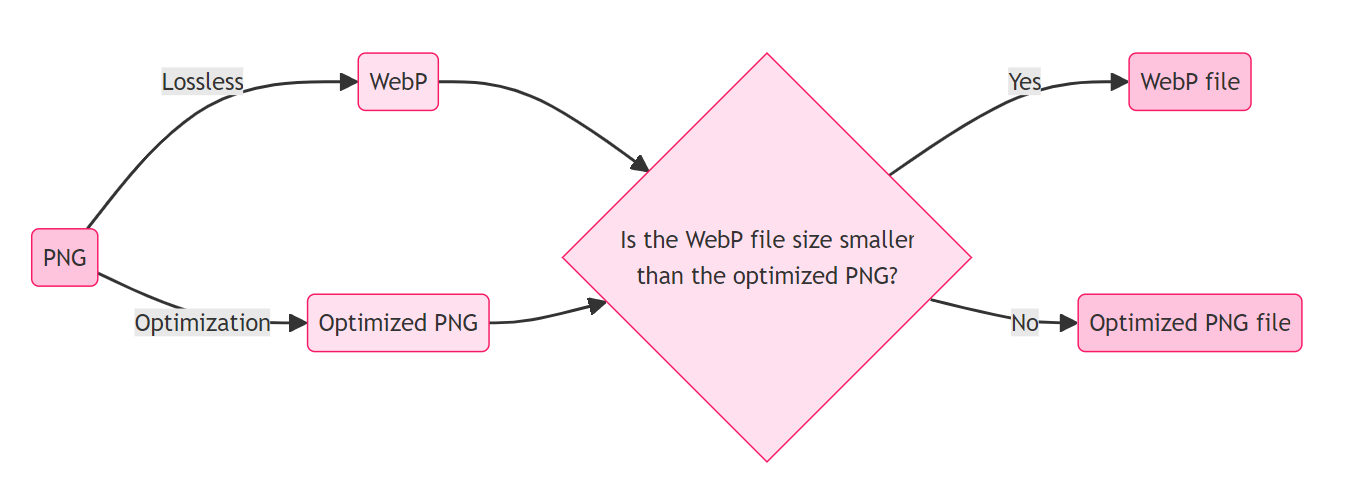 Lossless
WebP
PNG
Optimization
Optimized PNG
Is the WebP file size smaller
than the optimized PNG?
Yes
WebP file
No
Optimized PNG file